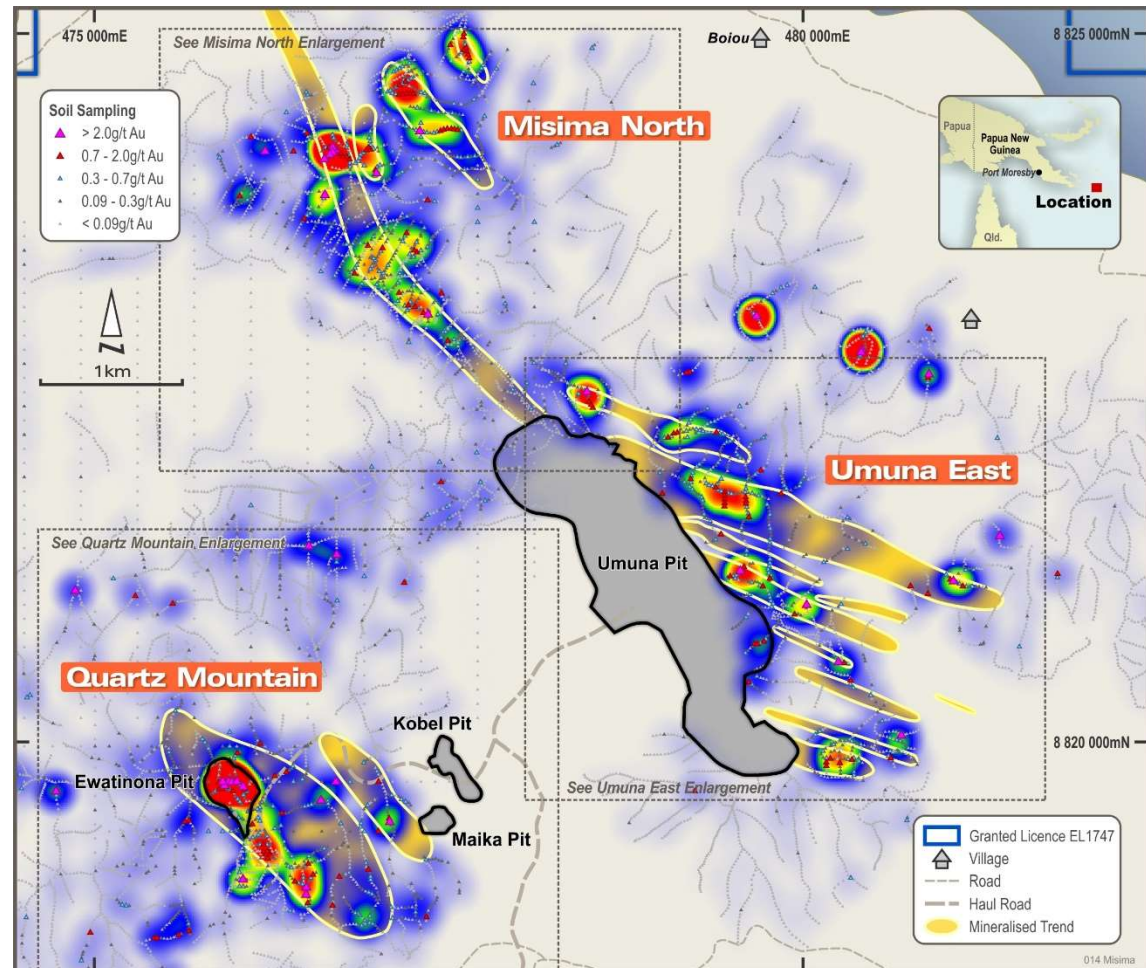 475 000mE
480 000mE
8 825 000mN
See Misima North Enlargement
Boiou
Soil Sampling
> 2.0g/t Au
0.7 - 2.0g/t Au
0.3 - 0.7g/t Au
0.09 - 0.3g/t Au
< 0.09g/t Au
Misima North
Papua
Papua New
Guinea
Port Moresby
Location
Qld.
N
1km
Umuna East
See Quartz Mountain Enlargement
Umuna Pit
Quartz Mountain
Kobel Pit
8 820 000mN
Ewatinona Pit
See Umuna East Enlargement
Maika Pit
Granted Licence EL1747
Village
Road
Haul Road
Mineralised Trend
014 Misima